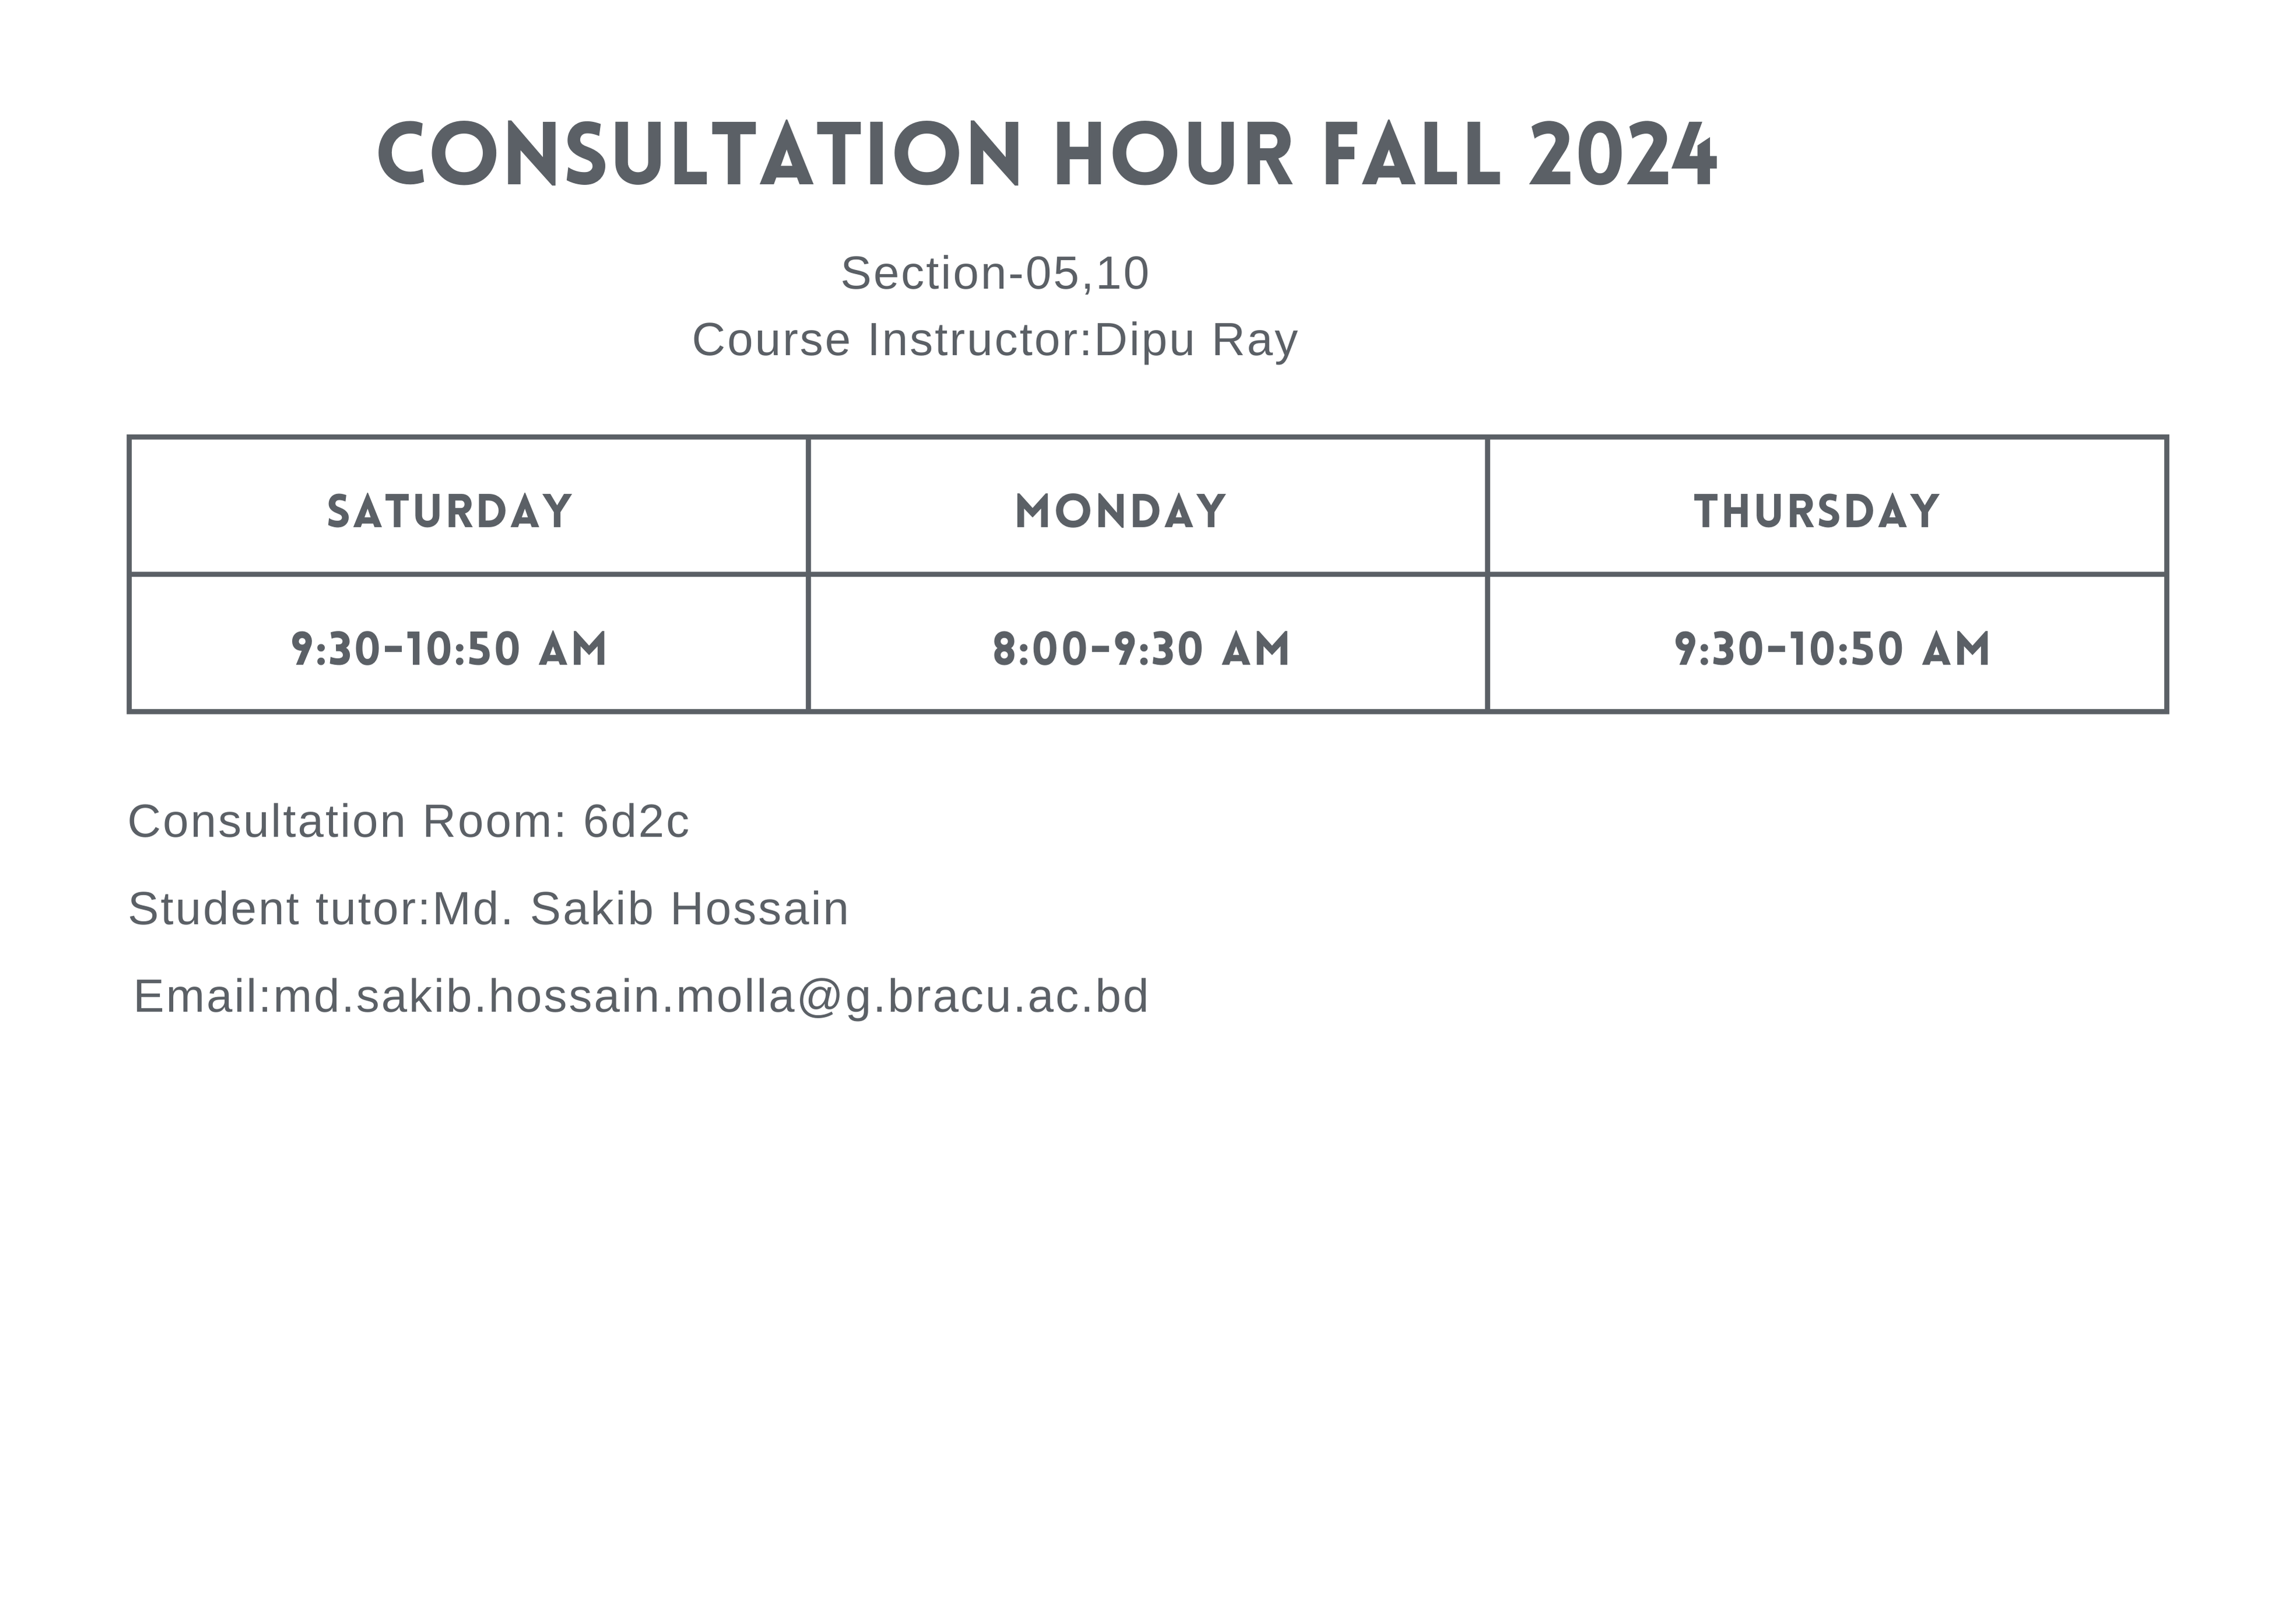 CONSULTATION HOUR FALL 2024
Section-05,10
Course Instructor:Dipu Ray
SATURDAY MONDAY THURSDAY
9:30-10:50 AM 8:00-9:30 AM 9:30-10:50 AM
Consultation Room: 6d2c
Student tutor:Md. Sakib Hossain
Email:md.sakib.hossain.molla@g.bracu.ac.bd